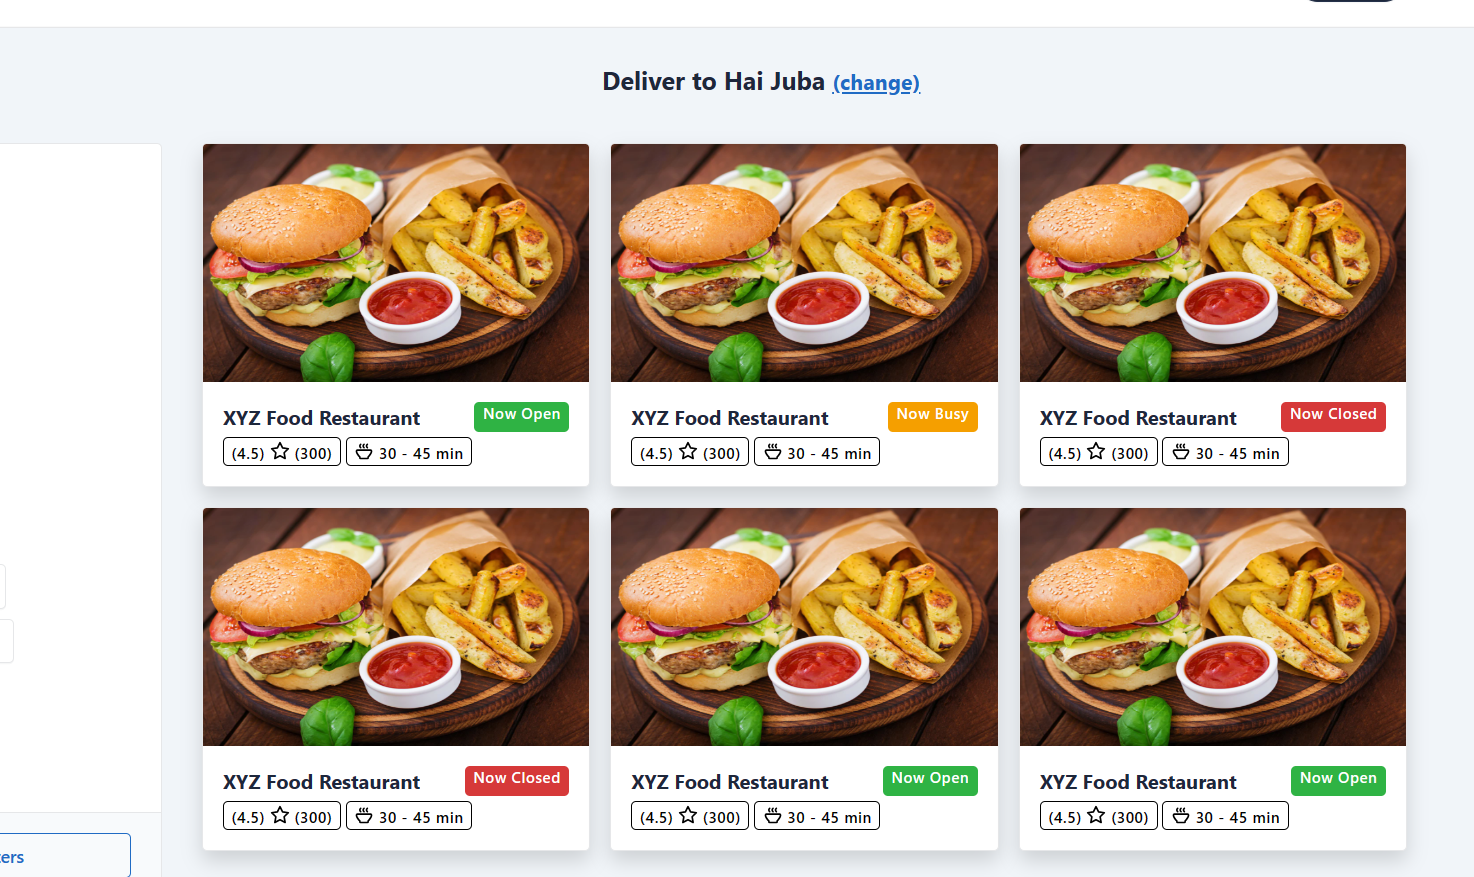 Deliver to Hai Juba (change)
XYZ Food Restaurant Now Open
(4.5) (300) 30 - 45 min
XYZ Food Restaurant Now Busy
(4.5) (300) 30 - 45 min
XYZ Food Restaurant Now Closed
(4.5) (300) 30 - 45 min
XYZ Food Restaurant Now Closed
(4.5) (300) 30 - 45 min
XYZ Food Restaurant Now Open
(4.5) (300) 30 - 45 min
XYZ Food Restaurant Now Open
(4.5) (300) 30 - 45 min